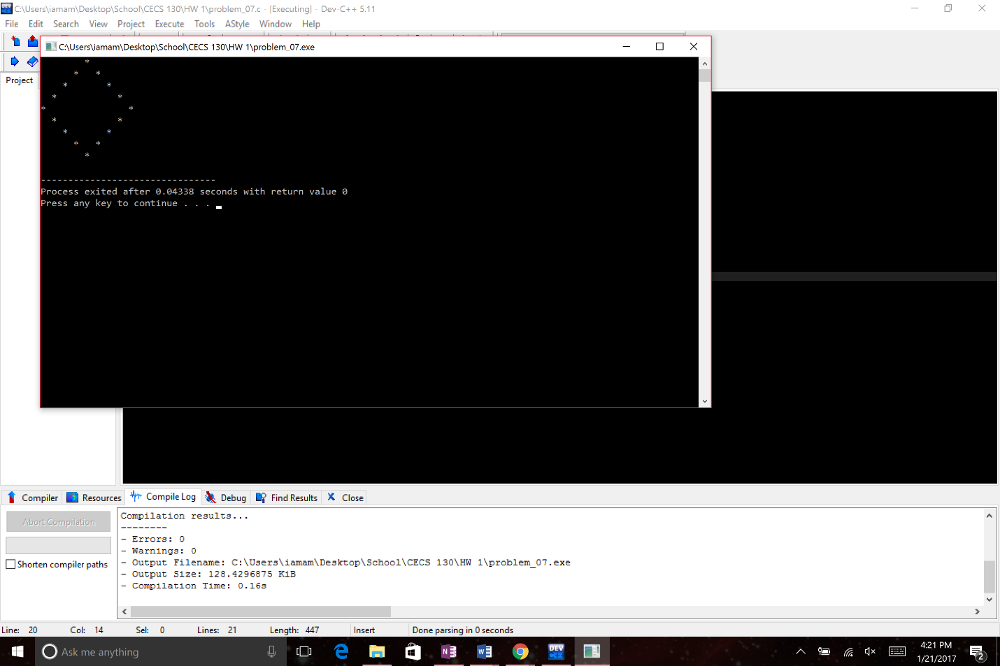 C:\Users\iamam\Desktop\School\CECS 130\HW 1\problem_07.c - [Executing] - Dev-C++ 5.11
File Edit Search View Project Execute Tools AStyle Window Help
C:\Users\iamam\Desktop\School\CECS 130\HW 1\problem_07.exe
Project
        *
      *   *
    *       *
  *           *
*               *
  *           *
    *       *
      *   *
        *
--------------------------------
Process exited after 0.04338 seconds with return value 0
Press any key to continue . . .
Compiler Resources Compile Log Debug Find Results Close
Abort Compilation
Shorten compiler paths
Compilation results...
--------
- Errors: 0
- Warnings: 0
- Output Filename: C:\Users\iamam\Desktop\School\CECS 130\HW 1\problem_07.exe
- Output Size: 128.4296875 KiB
- Compilation Time: 0.16s
Line: 20 Col: 14 Sel: 0 Lines: 21 Length: 447 Insert Done parsing in 0 seconds
Ask me anything
DEV
4:21 PM
1/21/2017
2